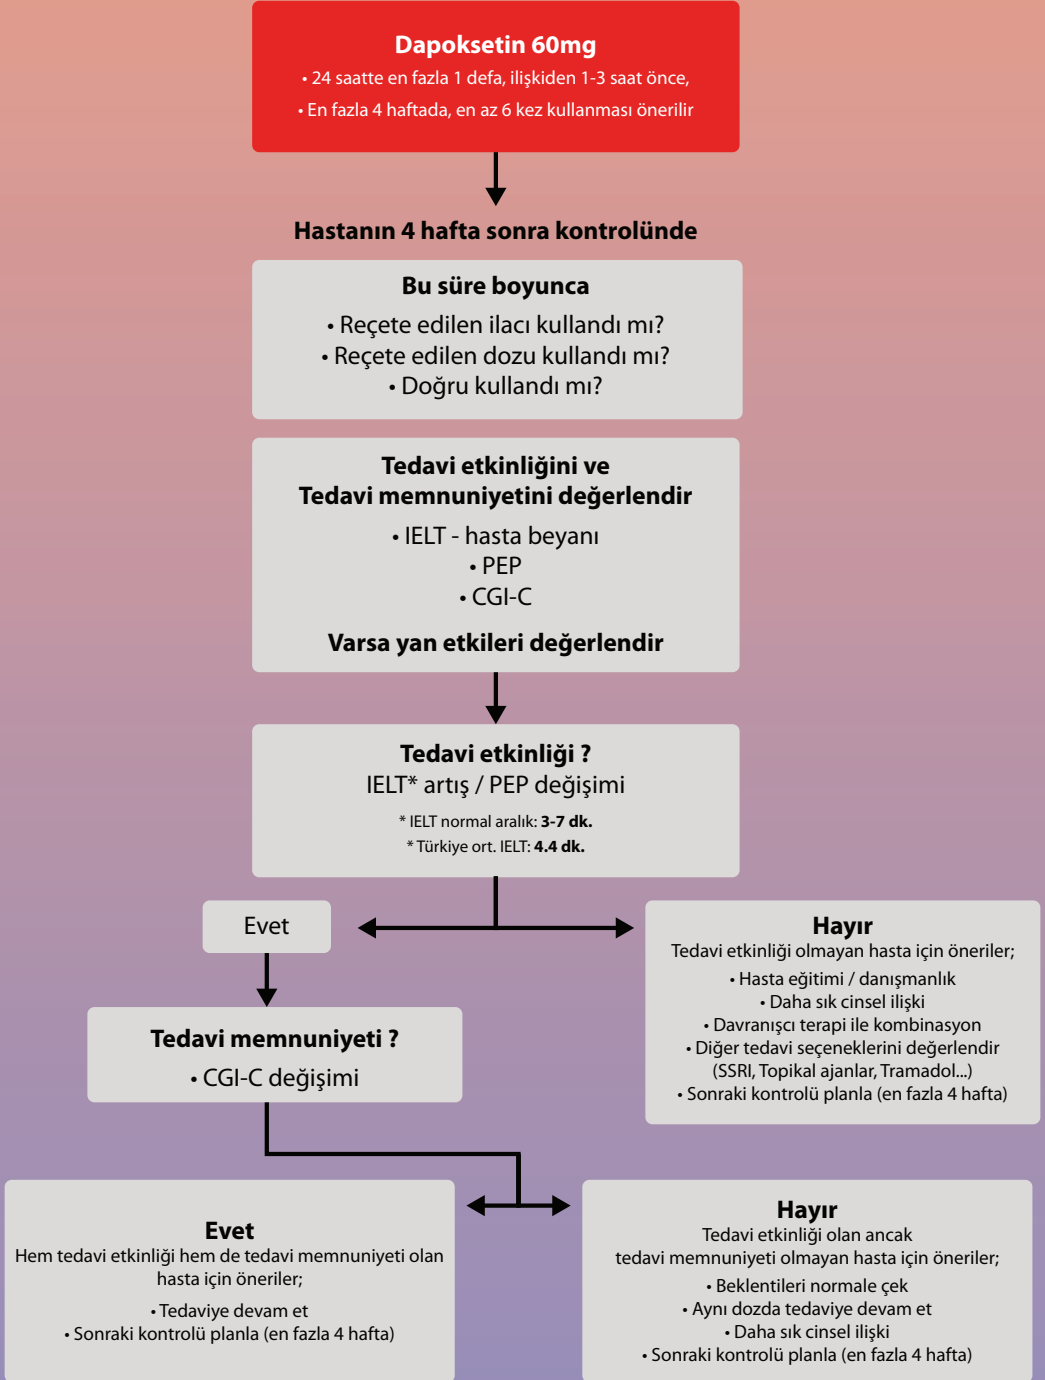 Dapoksetin 60mg
• 24 saatte en fazla 1 defa, ilişkiden 1-3 saat önce,
• En fazla 4 haftada, en az 6 kez kullanması önerilir
Hastanın 4 hafta sonra kontrolünde
Bu süre boyunca
• Reçete edilen ilacı kullandı mı?
• Reçete edilen dozu kullandı mı?
• Doğru kullandı mı?
Tedavi etkinliğini ve
Tedavi memnuniyetini değerlendir
• IELT - hasta beyanı
• PEP
• CGI-C
Varsa yan etkileri değerlendir
Tedavi etkinliği ?
IELT* artış / PEP değişimi
* IELT normal aralık: 3-7 dk.
* Türkiye ort. IELT: 4.4 dk.
Evet
Hayır
Tedavi etkinliği olmayan hasta için öneriler;
• Hasta eğitimi / danışmanlık
• Daha sık cinsel ilişki
• Davranışcı terapi ile kombinasyon
• Diğer tedavi seçeneklerini değerlendir
(SSRI, Topikal ajanlar, Tramadol...)
• Sonraki kontrolü planla (en fazla 4 hafta)
Tedavi memnuniyeti ?
• CGI-C değişimi
Evet
Hem tedavi etkinliği hem de tedavi memnuniyeti olan
hasta için öneriler;
• Tedaviye devam et
• Sonraki kontrolü planla (en fazla 4 hafta)
Hayır
Tedavi etkinliği olan ancak
tedavi memnuniyeti olmayan hasta için öneriler;
• Beklentileri normale çek
• Aynı dozda tedaviye devam et
• Daha sık cinsel ilişki
• Sonraki kontrolü planla (en fazla 4 hafta)